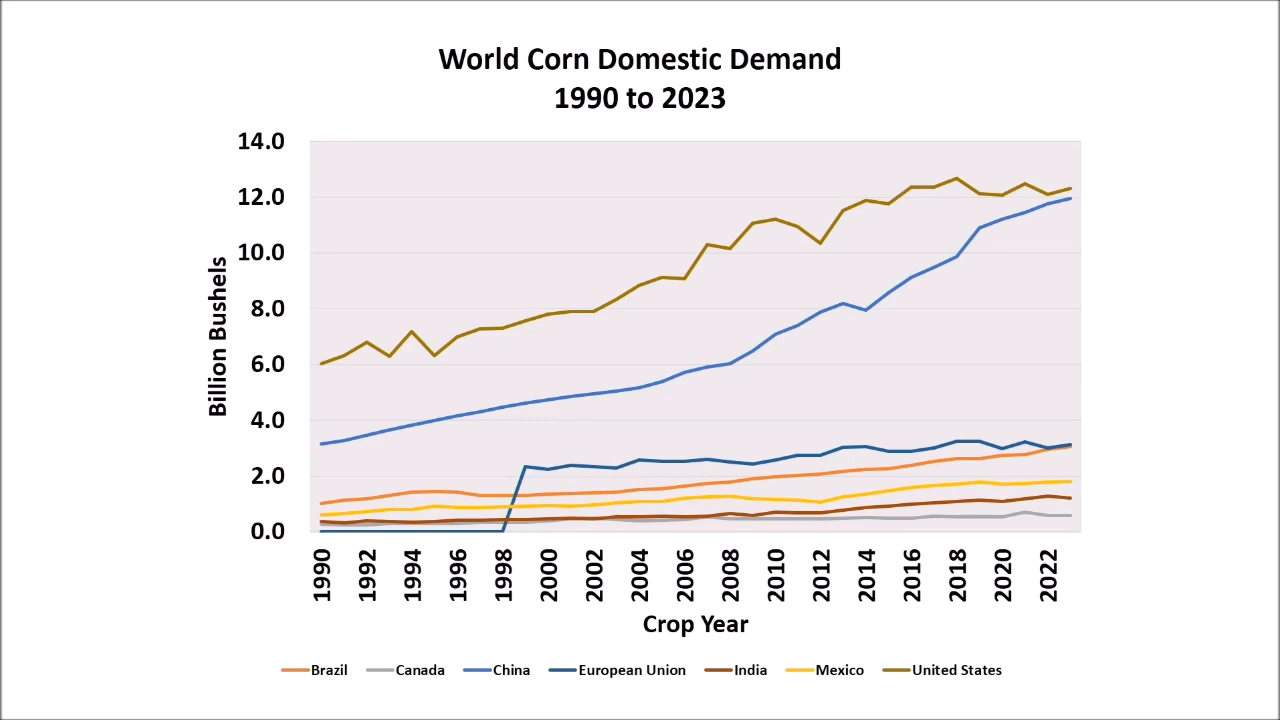 World Corn Domestic Demand
1990 to 2023
14.0
12.0
10.0
8.0
6.0
4.0
2.0
0.0
Billion Bushels
1990 1992 1994 1996 1998 2000 2002 2004 2006 2008 2010 2012 2014 2016 2018 2020 2022
Crop Year
Brazil Canada China European Union India Mexico United States